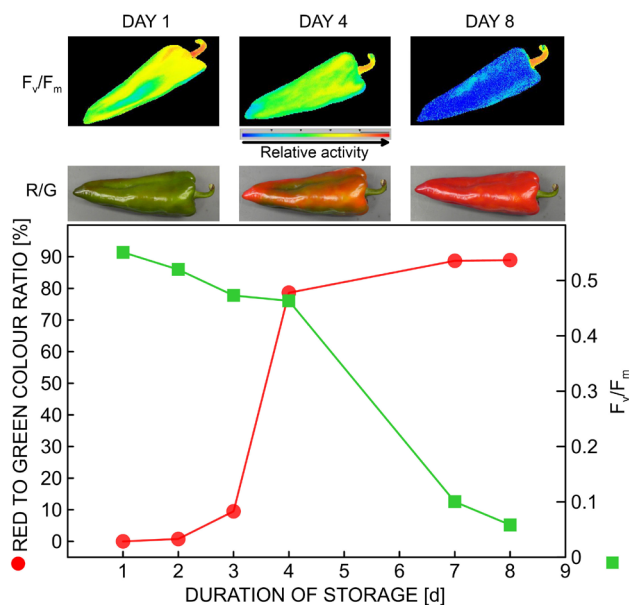 DAY 1 DAY 4 DAY 8
Fv/Fm
Relative activity
R/G
RED TO GREEN COLOUR RATIO [%]
90
80
70
60
50
40
30
20
10
0
0.5
0.4
0.3
0.2
0.1
0
Fv/Fm
1 2 3 4 5 6 7 8 9
DURATION OF STORAGE [d]